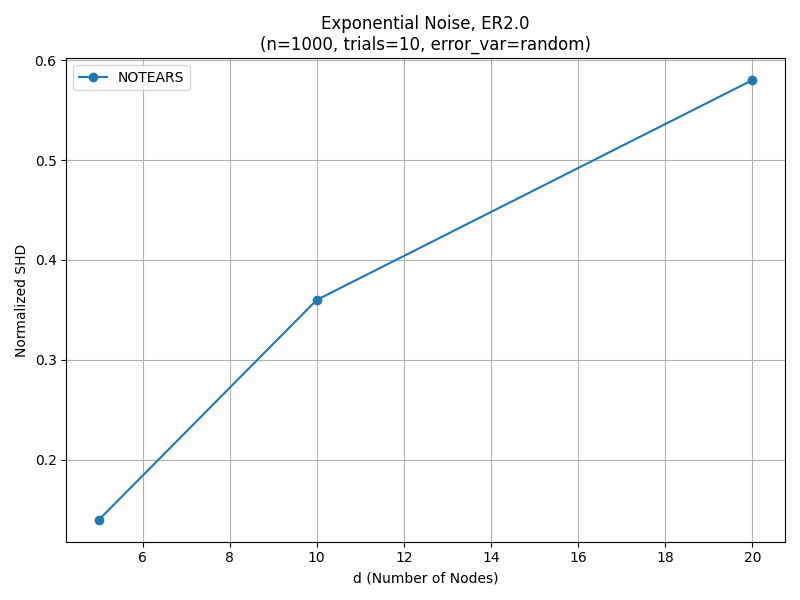 Exponential Noise, ER2.0
(n=1000, trials=10, error_var=random)
NOTEARS
Normalized SHD
0.6
0.5
0.4
0.3
0.2
6 8 10 12 14 16 18 20
d (Number of Nodes)